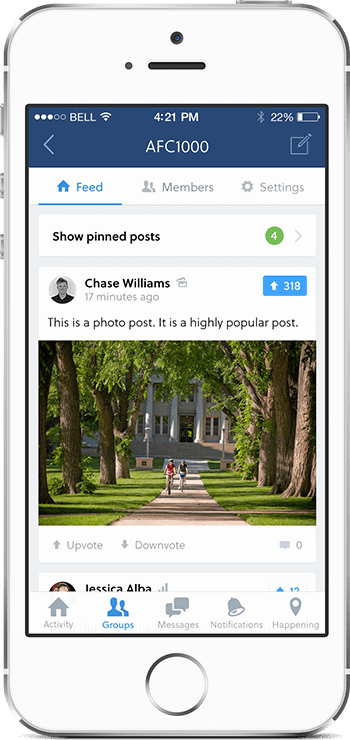 BELL 4:21 PM 22%
AFC1000
Feed Members Settings
Show pinned posts 4
Chase Williams 318
17 minutes ago
This is a photo post. It is a highly popular post.
Upvote Downvote 0
Jessica Alba 12
Activity Groups Messages Notifications Happening